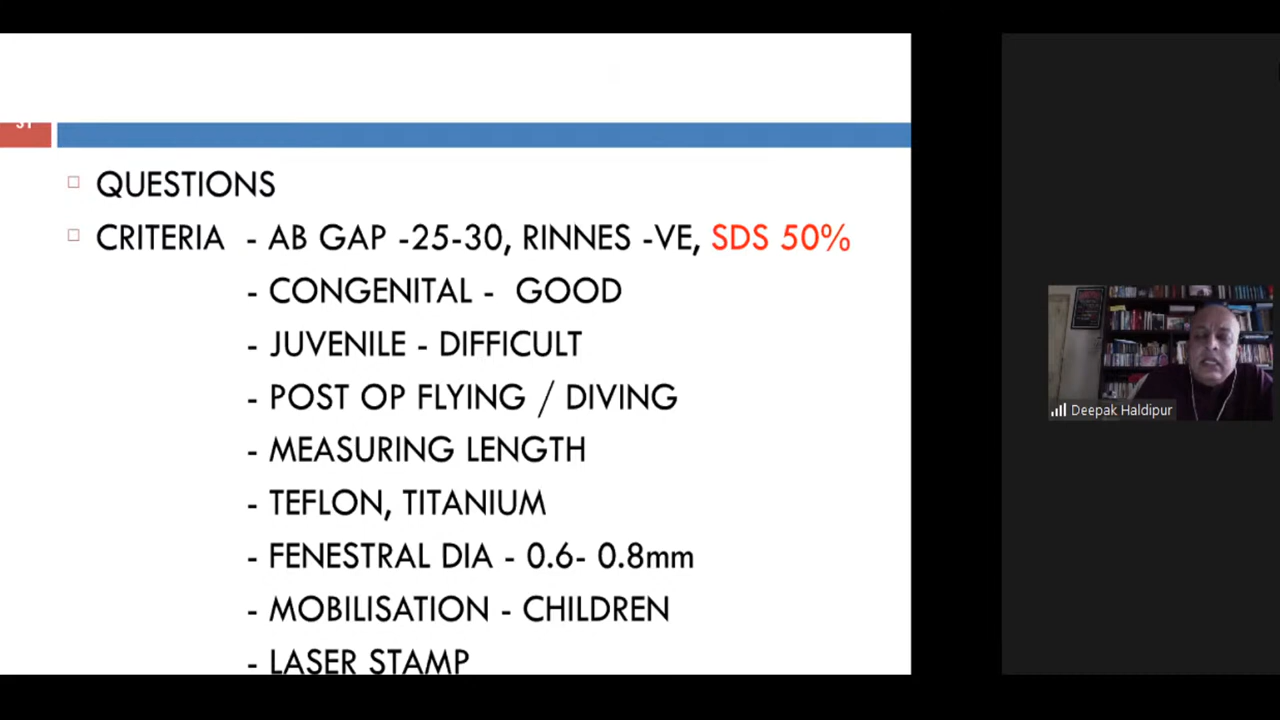 QUESTIONS
CRITERIA - AB GAP -25-30, RINNES -VE, SDS 50%
- CONGENITAL - GOOD
- JUVENILE - DIFFICULT
- POST OP FLYING / DIVING
- MEASURING LENGTH
- TEFLON, TITANIUM
- FENESTRAL DIA - 0.6- 0.8mm
- MOBILISATION - CHILDREN
- LASER STAMP
Deepak Haldipur